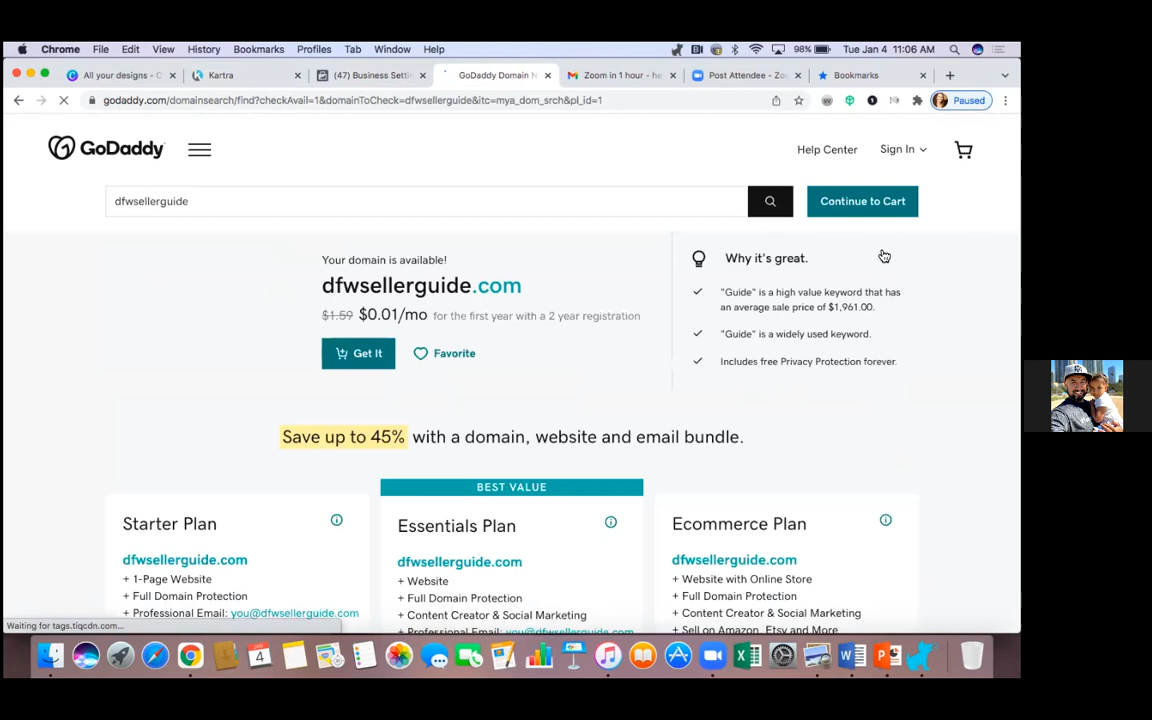 Chrome File Edit View History Bookmarks Profiles Tab Window Help 98% Tue Jan 4 11:06 AM
All your designs - C Kartra (47) Business Setti GoDaddy Domain N Zoom in 1 hour - he Post Attendee - Zo Bookmarks
godaddy.com/domainsearch/find?checkAvail=1&domainToCheck=dfwsellerguide&itc=mya_dom_srch&pl_id=1 Paused
GoDaddy Help Center Sign In
dfwsellerguide Continue to Cart
Your domain is available!
dfwsellerguide.com
$1.59 $0.01/mo for the first year with a 2 year registration
Get It Favorite
Why it's great.
"Guide" is a high value keyword that has
an average sale price of $1,961.00.
"Guide" is a widely used keyword.
Includes free Privacy Protection forever.
Save up to 45% with a domain, website and email bundle.
BEST VALUE
Starter Plan
dfwsellerguide.com
+ 1-Page Website
+ Full Domain Protection
+ Professional Email: you@dfwsellerguide.com
Essentials Plan
dfwsellerguide.com
+ Website
+ Full Domain Protection
+ Content Creator & Social Marketing
+ Professional Email: you@dfwsellerguide.com
Ecommerce Plan
dfwsellerguide.com
+ Website with Online Store
+ Full Domain Protection
+ Content Creator & Social Marketing
+ Sell on Amazon, Etsy and More
Waiting for tags.tiqcdn.com...